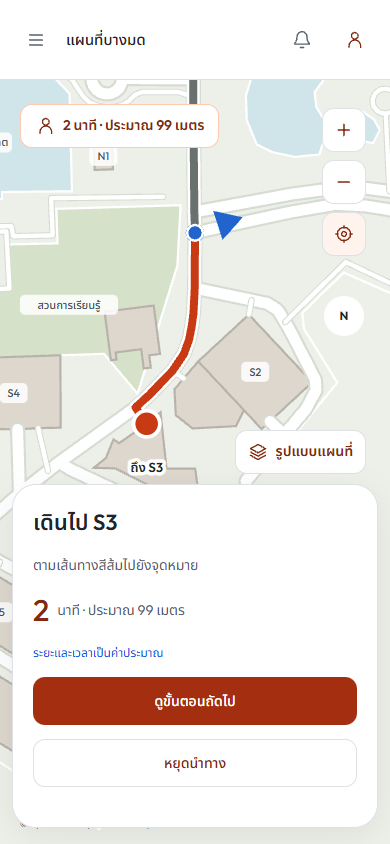 แผนที่บางมด
2 นาที · ประมาณ 99 เมตร
N1
+
−
N
สวนการเรียนรู้
S2
S4
ถึง S3
รูปแบบแผนที่
เดินไป S3
ตามเส้นทางสีส้มไปยังจุดหมาย
2 นาที · ประมาณ 99 เมตร
ระยะและเวลาเป็นค่าประมาณ
ดูขั้นตอนถัดไป
หยุดนำทาง